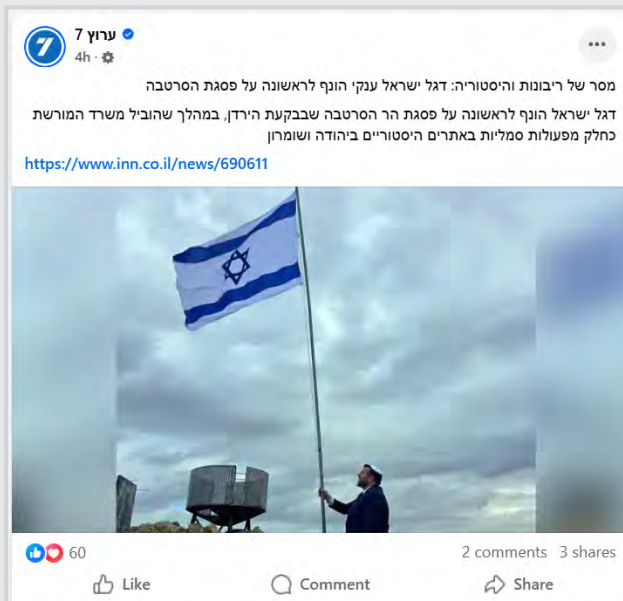 ערוץ 7
4h
מסר של ריבונות והיסטוריה: דגל ישראל ענקי הונף לראשונה על פסגת הסרטבה
דגל ישראל הונף לראשונה על פסגת הר הסרטבה שבבקעת הירדן, במהלך שהוביל משרד המורשת
כחלק מפעולות סמליות באתרים היסטוריים ביהודה ושומרון
https://www.inn.co.il/news/690611
60
2 comments 3 shares
Like Comment Share